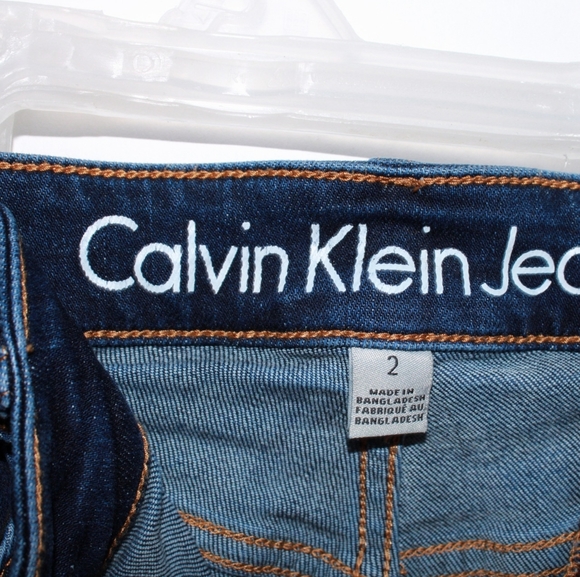 Calvin Klein Jea
2
MADE IN
BANGLADESH
FABRIQUÉ AU
BANGLADESH